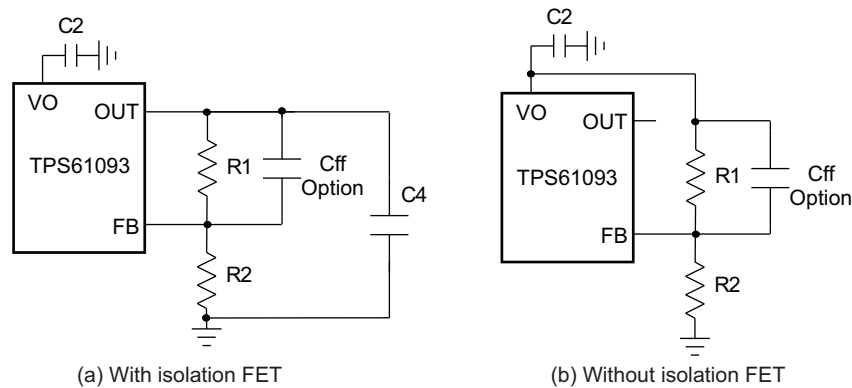 C2
VO
OUT
TPS61093
R1
Cff
Option
C4
FB
R2
(a) With isolation FET
C2
VO
OUT
TPS61093
R1
Cff
Option
FB
R2
(b) Without isolation FET